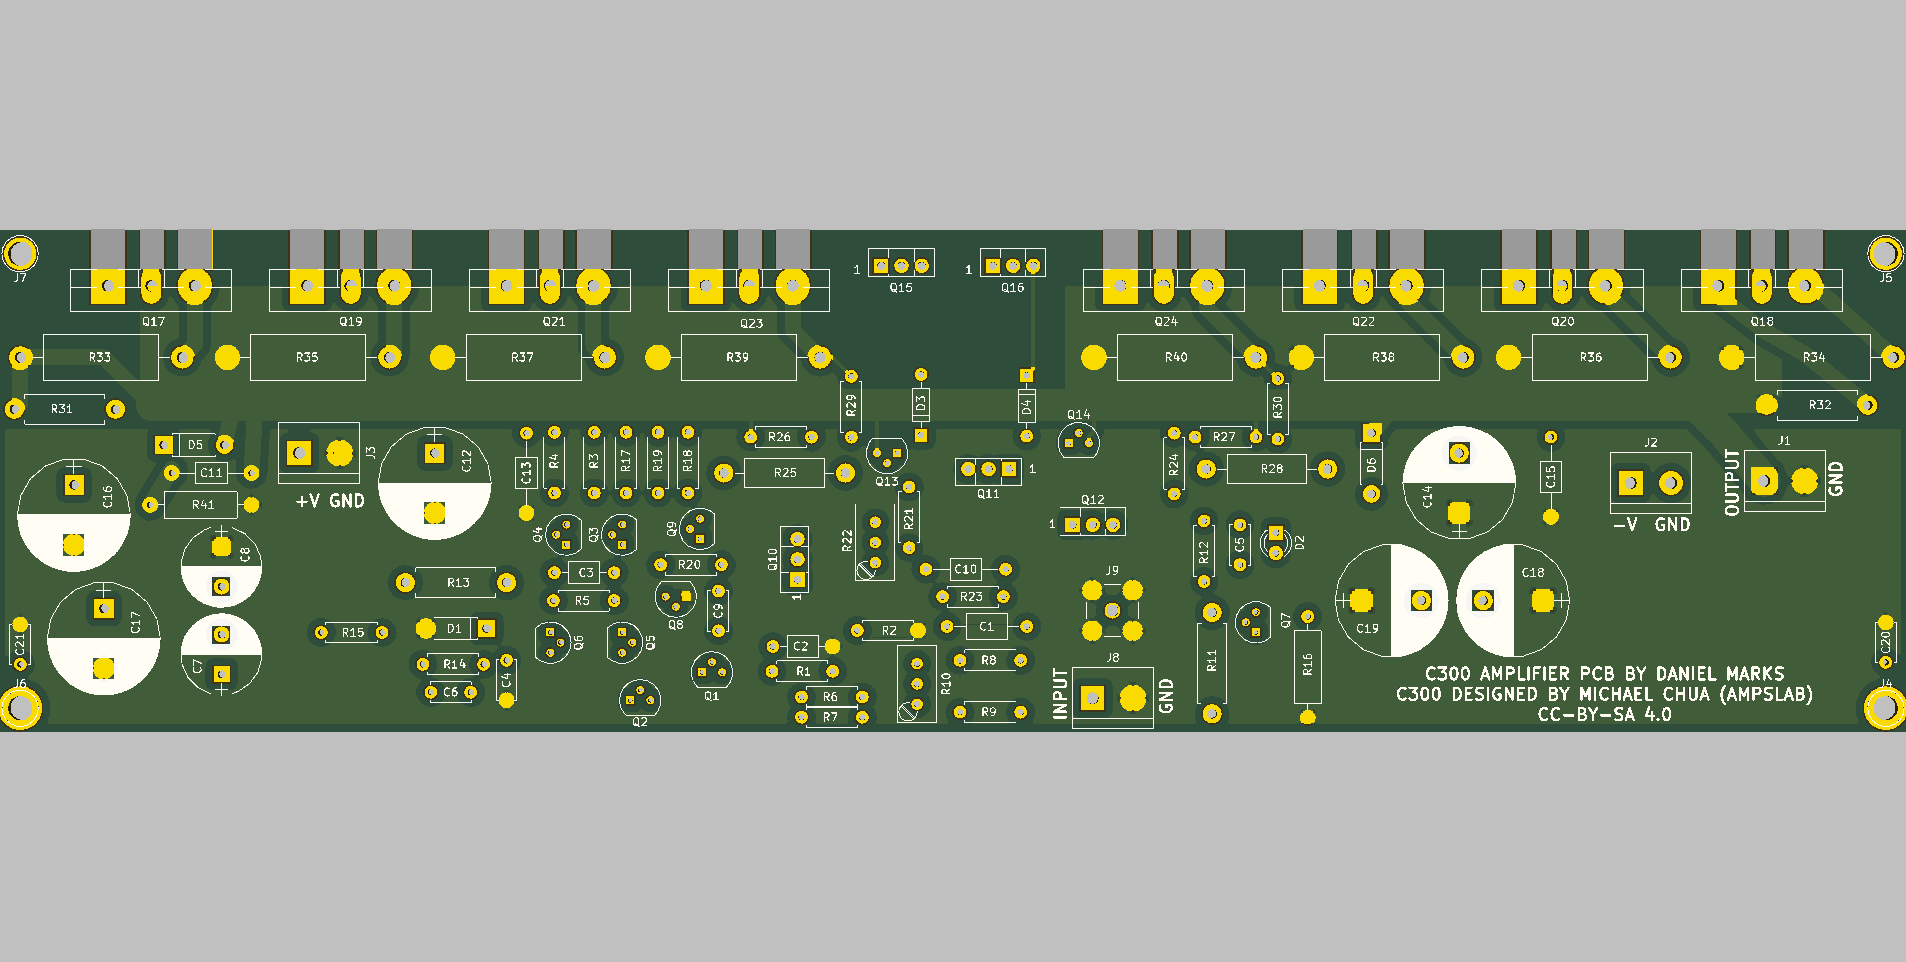 J7
Q17
Q19
Q21
Q23
1
Q15
1
Q16
Q24
Q22
Q20
Q18
J5
R33
R35
R37
R39
R40
R38
R36
R34
R31
R29
D3
D4
R30
R32
Q14
D5
J3
C12
C13
R4
R3
R17
R19
R18
R26
R25
Q13
Q11
1
R24
R27
R28
D6
C14
C15
J2
-V GND
OUTPUT
J1
GND
C16
C11
R41
+V GND
C8
Q4
Q3
Q9
R22
R21
Q12
1
R12
C5
D2
Q10
1
R20
C3
R5
R13
C10
R23
J9
Q8
C9
C17
C7
R15
D1
Q6
Q5
R2
C1
Q7
C19
C18
C21
J6
R14
C6
C4
C2
R1
Q1
R6
R7
Q2
R10
R8
R9
J8
INPUT
GND
R11
R16
C20
J4
C300 AMPLIFIER PCB BY DANIEL MARKS
C300 DESIGNED BY MICHAEL CHUA (AMPSLAB)
CC-BY-SA 4.0